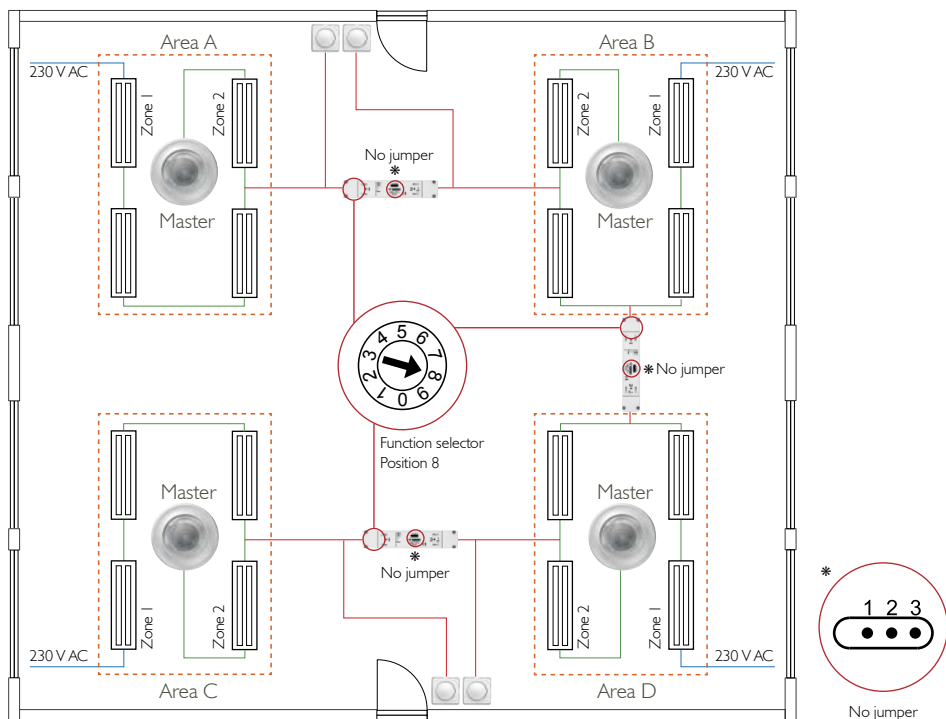 Area A
Area B
230 V AC
230 V AC
Zone 1
Zone 2
Zone 2
Zone 1
No jumper
*
Master
Master
4 5 6
3 7
2 8
1 0 9
* No jumper
Function selector
Position 8
Master
Master
*
No jumper
Zone 1
Zone 2
Zone 2
Zone 1
*
1 2 3
230 V AC
230 V AC
Area C
Area D
No jumper